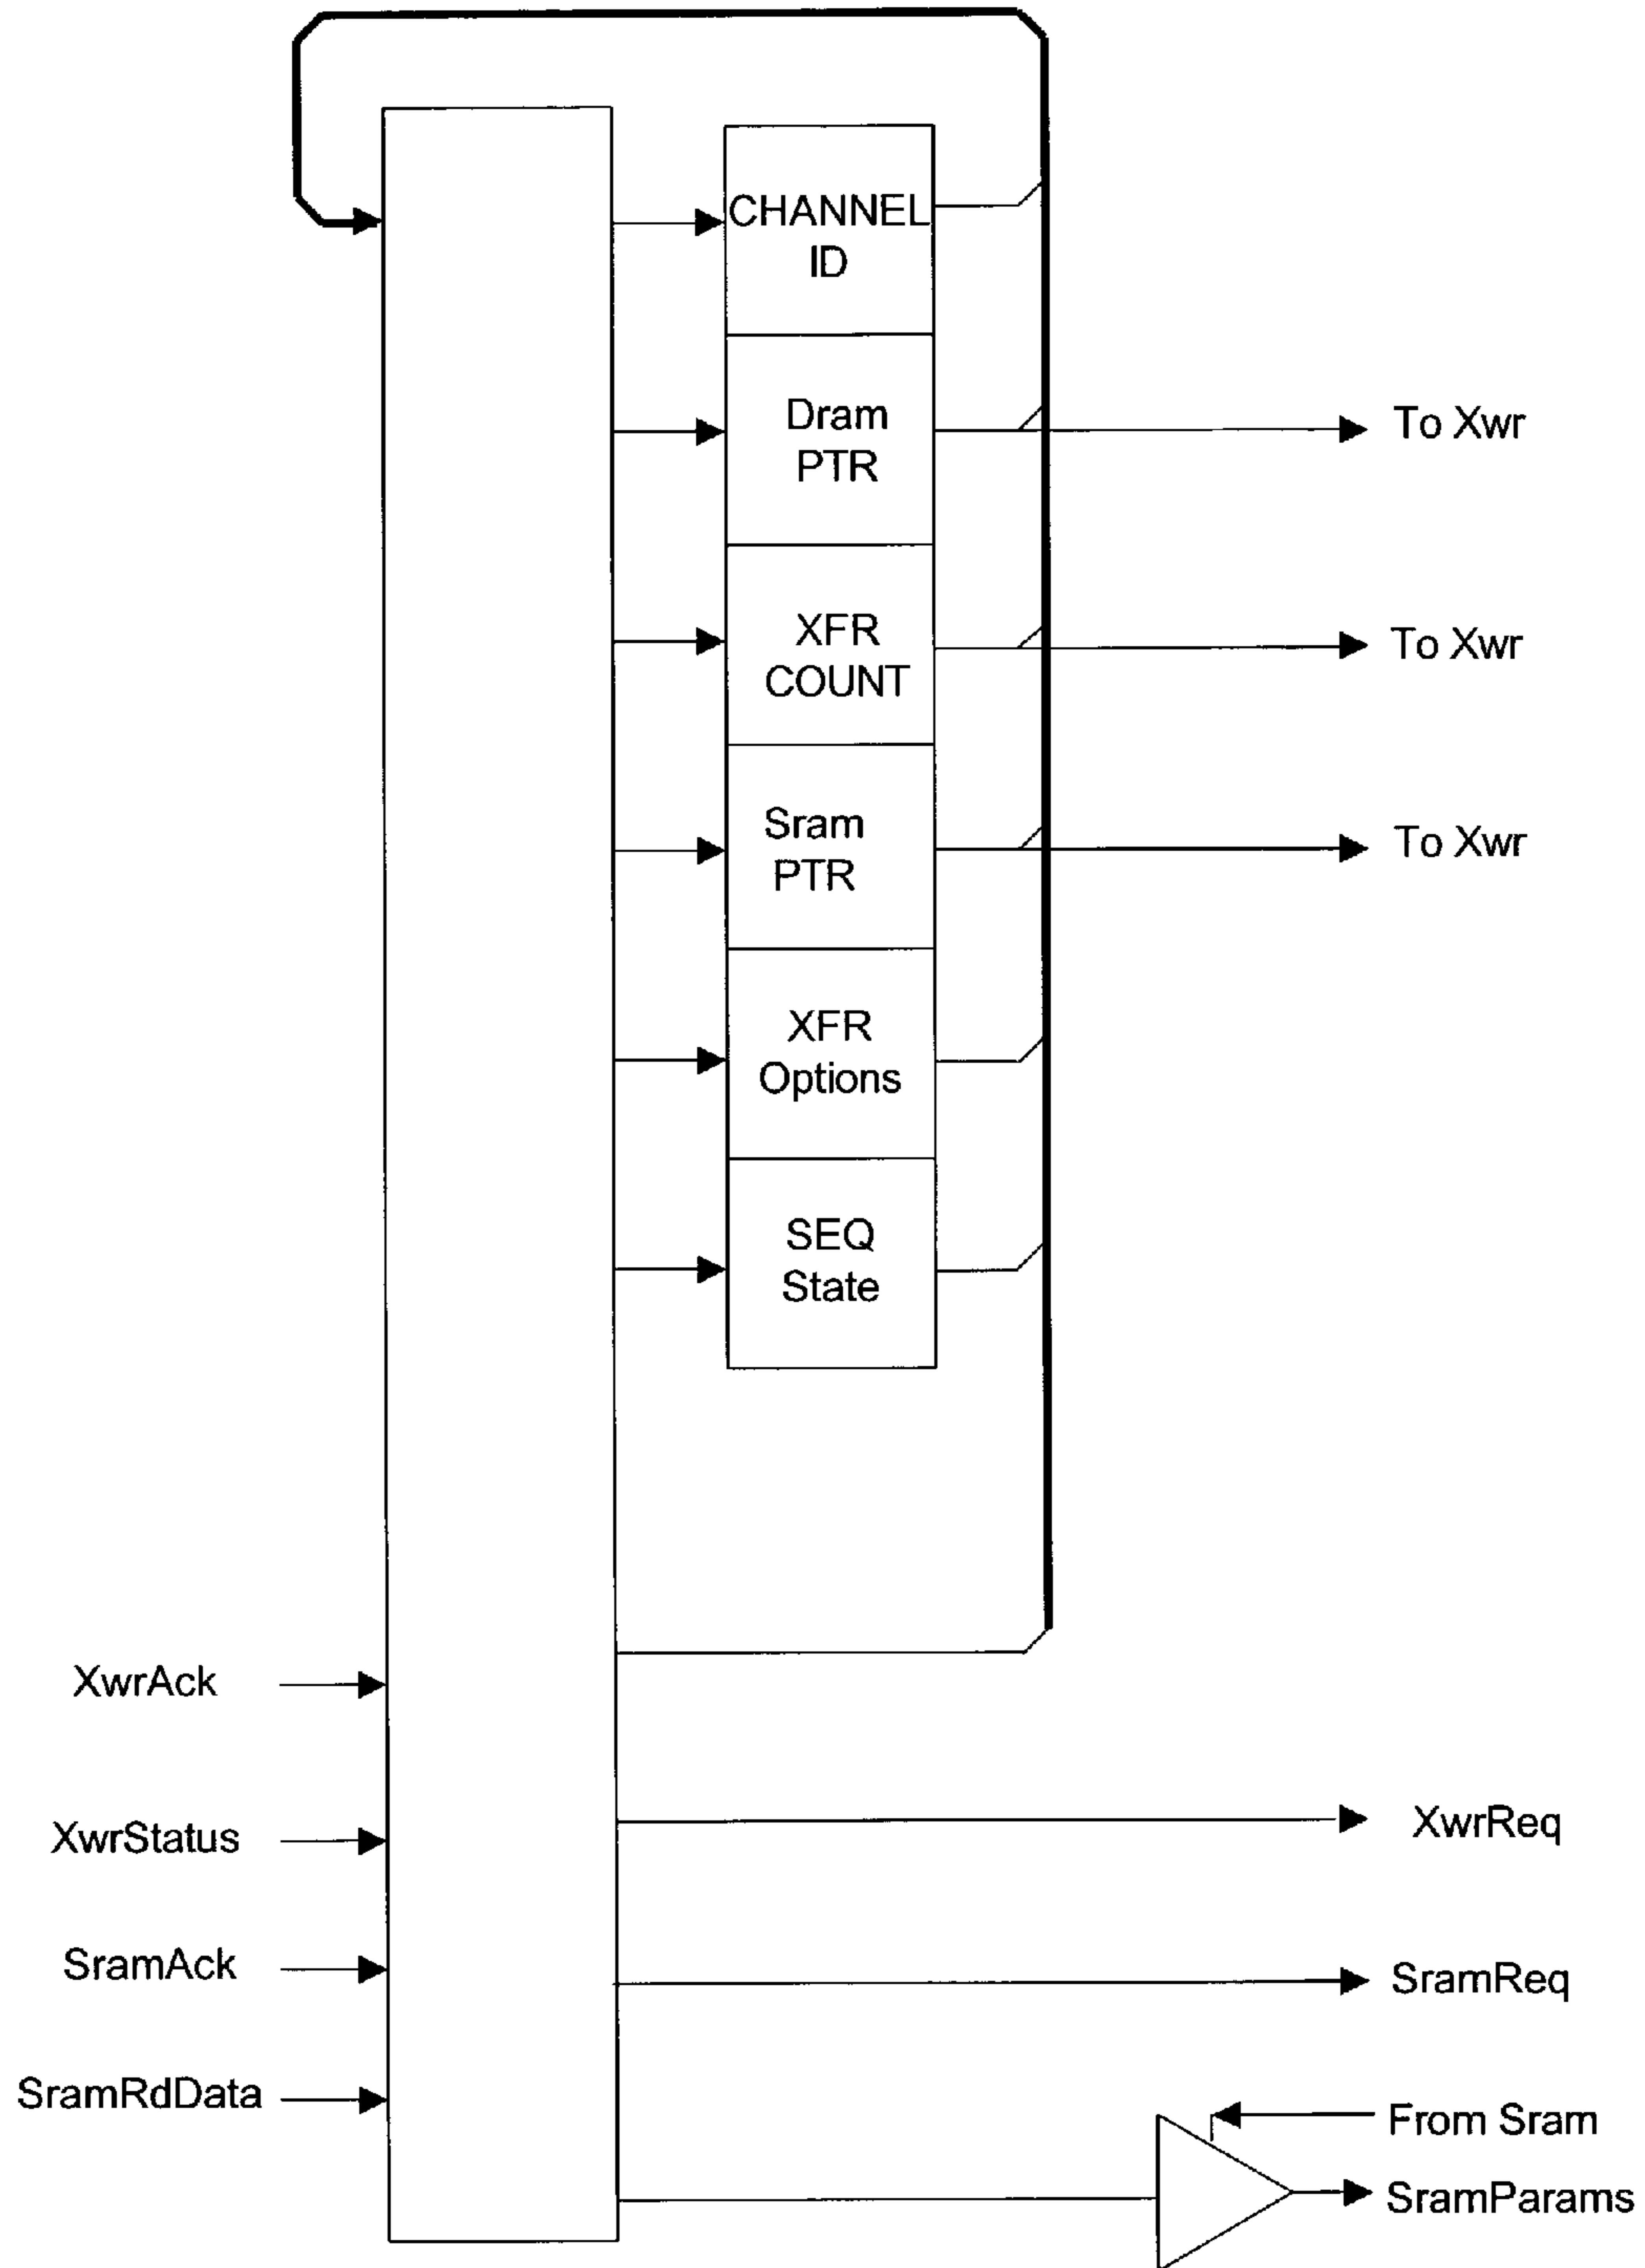 CHANNEL
ID
Dram
PTR
To Xwr
XFR
COUNT
To Xwr
Sram
PTR
To Xwr
XFR
Options
SEQ
State
XwrAck
XwrStatus
XwrReq
SramAck
SramReq
SramRdData
From Sram
SramParams